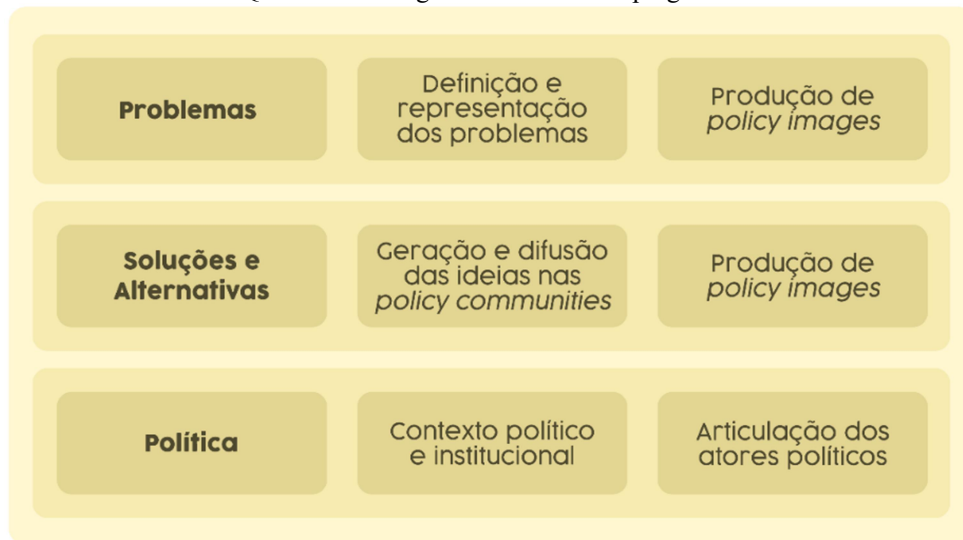 Problemas
Definição e
representação
dos problemas
Produção de
policy images
Soluções e
Alternativas
Geração e difusão
das ideias nas
policy communities
Produção de
policy images
Política
Contexto político
e institucional
Articulação dos
atores políticos